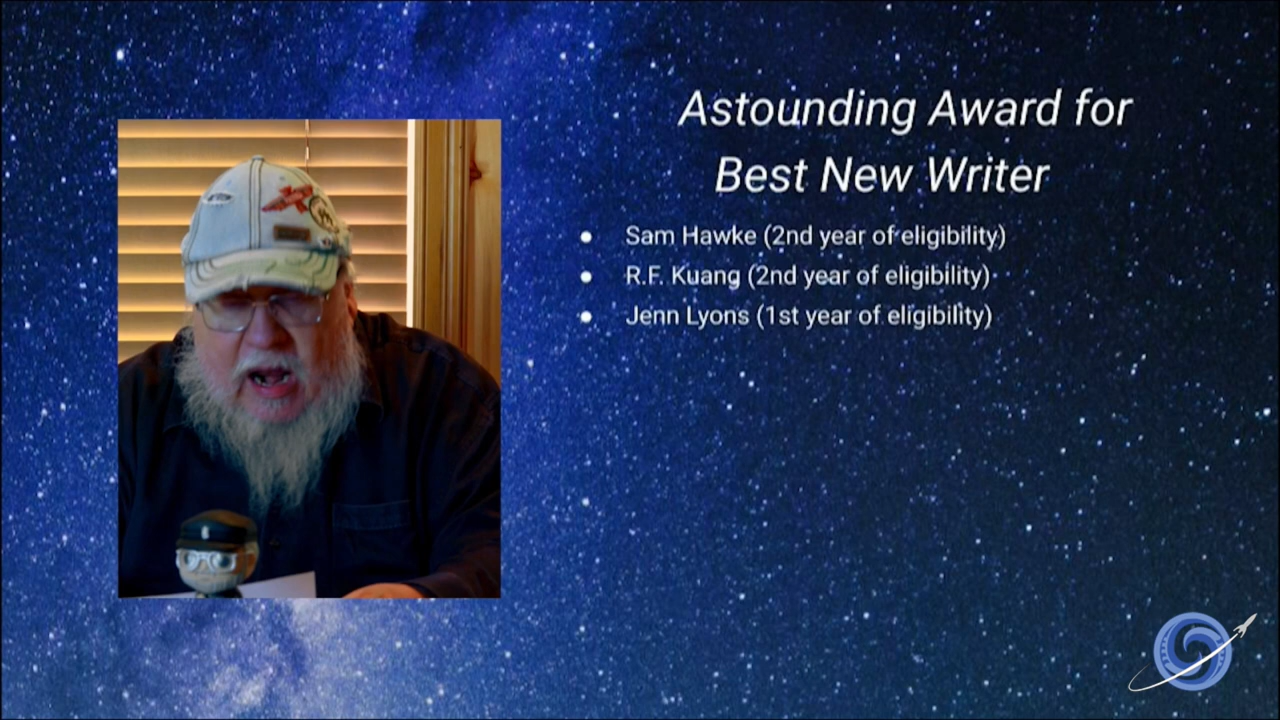 Astounding Award for
Best New Writer
• Sam Hawke (2nd year of eligibility)
• R.F. Kuang (2nd year of eligibility)
• Jenn Lyons (1st year of eligibility)